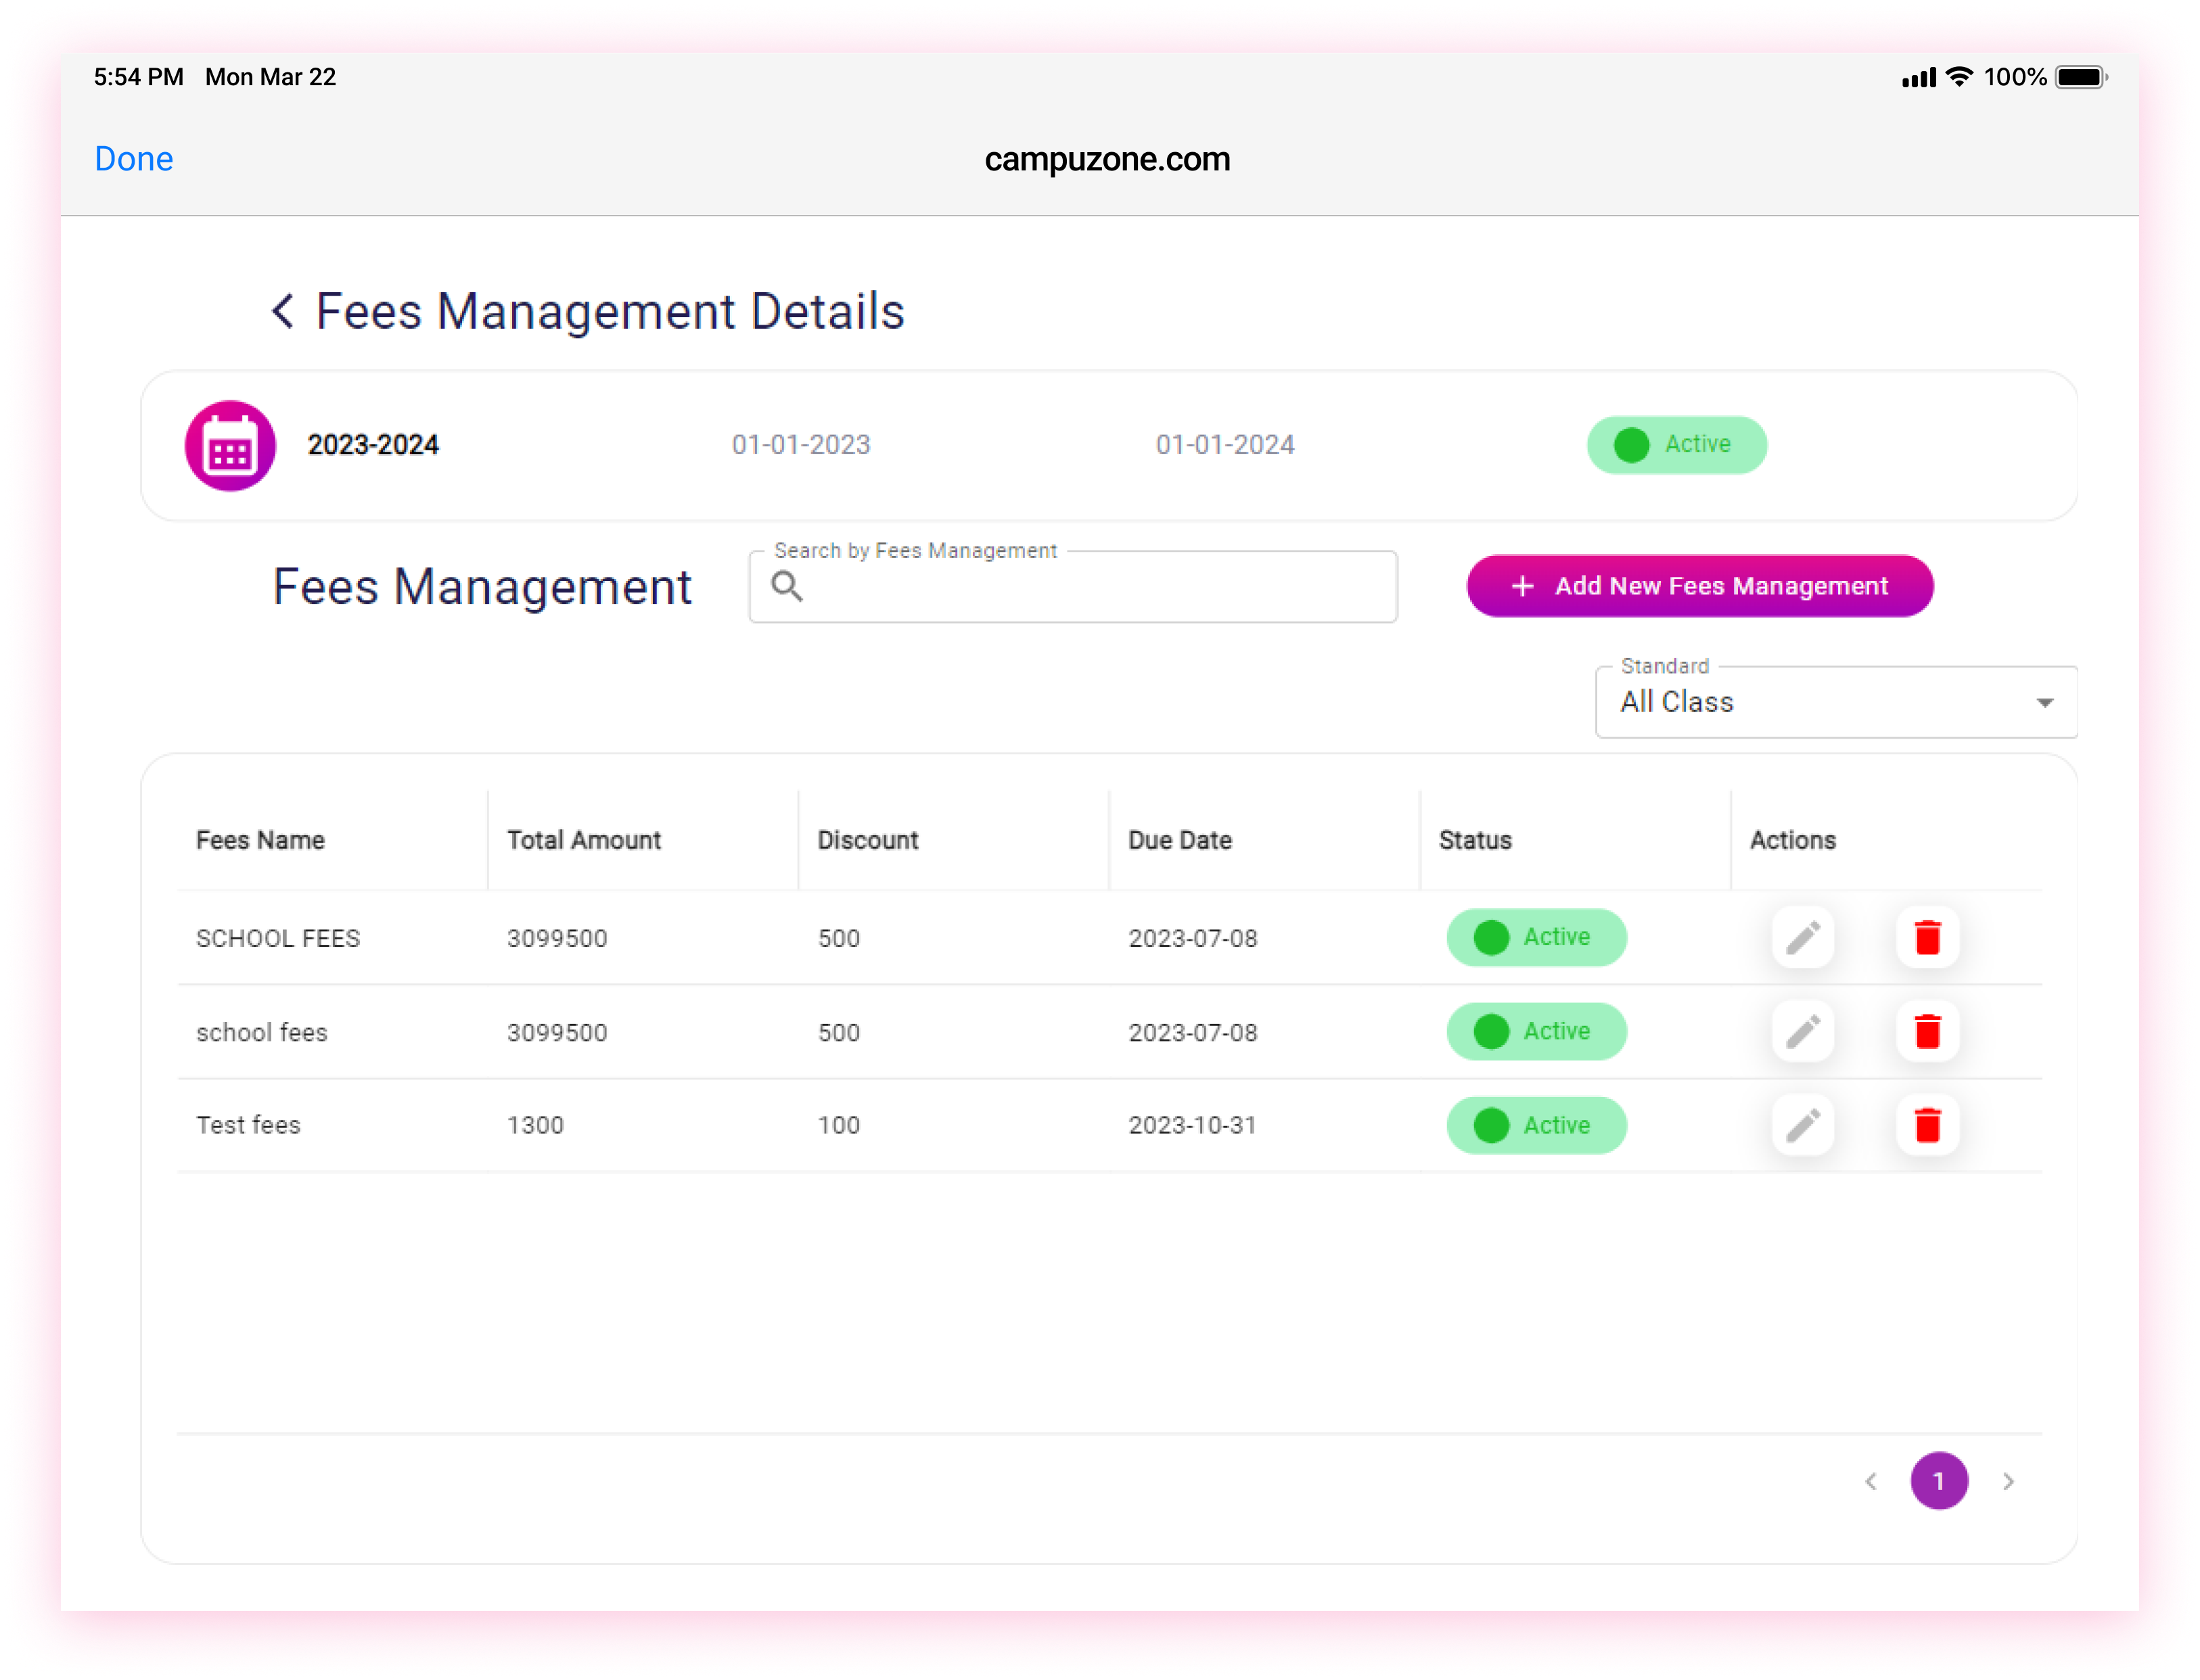 5:54 PM Mon Mar 22 100%
Done campuzone.com
Fees Management Details
2023-2024 01-01-2023 01-01-2024 Active
Search by Fees Management
Fees Management + Add New Fees Management
Standard
All Class
Fees Name Total Amount Discount Due Date Status Actions
SCHOOL FEES 3099500 500 2023-07-08 Active
school fees 3099500 500 2023-07-08 Active
Test fees 1300 100 2023-10-31 Active
1